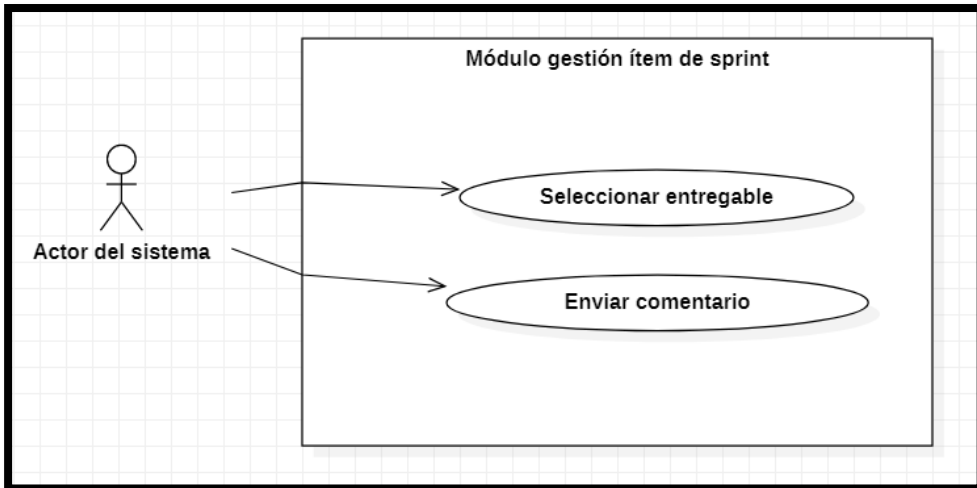 Módulo gestión ítem de sprint
Seleccionar entregable
Actor del sistema
Enviar comentario